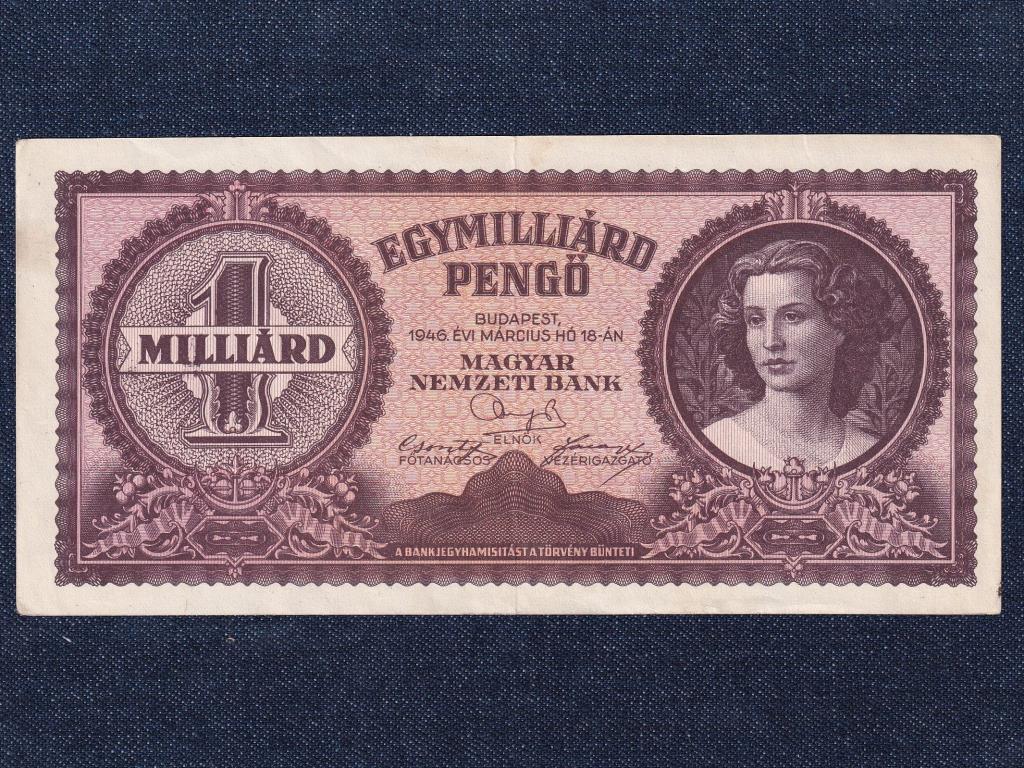 1
MILLIÁRD
EGYMILLIÁRD
PENGŐ
BUDAPEST,
1946. ÉVI MÁRCIUS HÓ 18-ÁN
MAGYAR
NEMZETI BANK
ELNÖK
FŐTANÁCSOS VEZÉRIGAZGATÓ
A BANKJEGYHAMISITÁST A TÖRVÉNY BÜNTETI